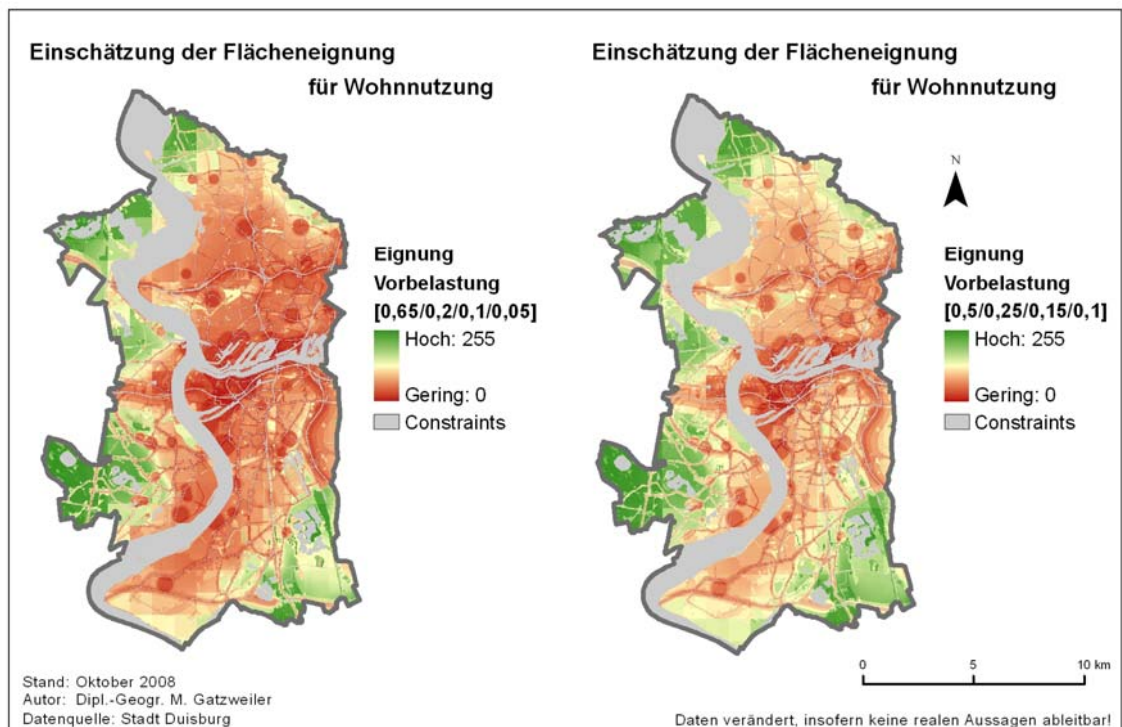 Einschätzung der Flächeneignung
für Wohnnutzung
Eignung
Vorbelastung
[0,65/0,2/0,1/0,05]
Hoch: 255
Gering: 0
Constraints
Einschätzung der Flächeneignung
für Wohnnutzung
N
Eignung
Vorbelastung
[0,5/0,25/0,15/0,1]
Hoch: 255
Gering: 0
Constraints
0 5 10 km
Stand: Oktober 2008
Autor: Dipl.-Geogr. M. Gatzweiler
Datenquelle: Stadt Duisburg
Daten verändert, insofern keine realen Aussagen ableitbar!